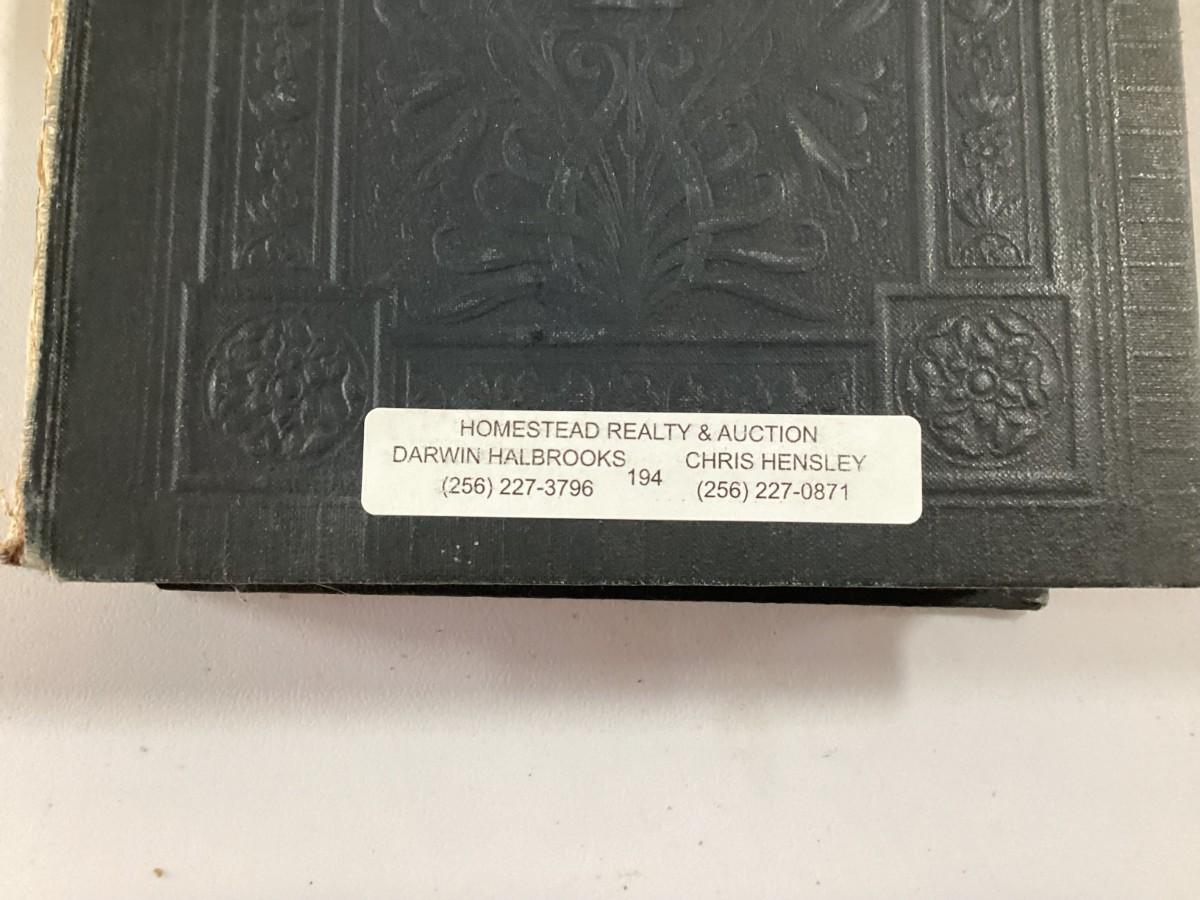 HOMESTEAD REALTY & AUCTION
DARWIN HALBROOKS CHRIS HENSLEY
194
(256) 227-3796 (256) 227-0871